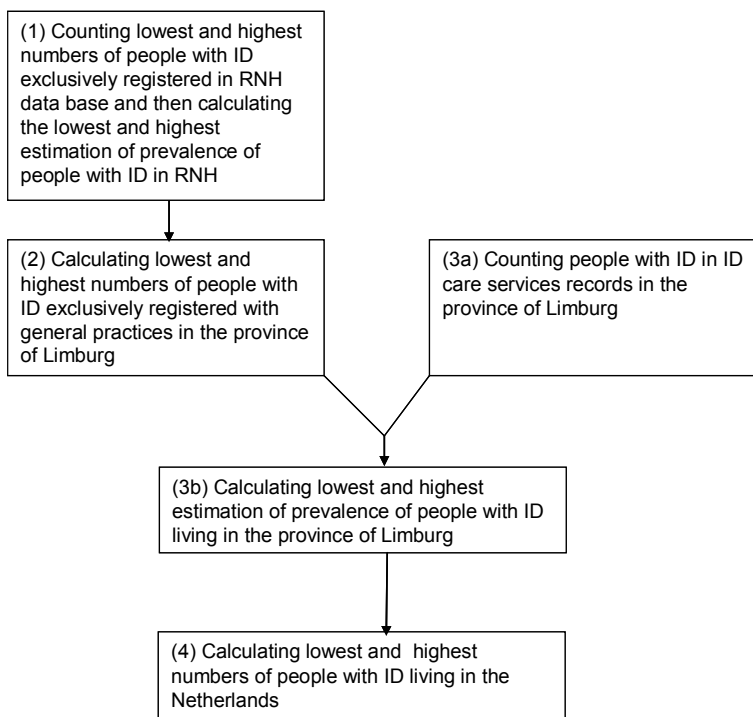 (1) Counting lowest and highest
numbers of people with ID
exclusively registered in RNH
data base and then calculating
the lowest and highest
estimation of prevalence of
people with ID in RNH
(2) Calculating lowest and
highest numbers of people with
ID exclusively registered with
general practices in the province
of Limburg
(3a) Counting people with ID in ID
care services records in the
province of Limburg
(3b) Calculating lowest and highest
estimation of prevalence of people with ID
living in the province of Limburg
(4) Calculating lowest and highest
numbers of people with ID living in the
Netherlands